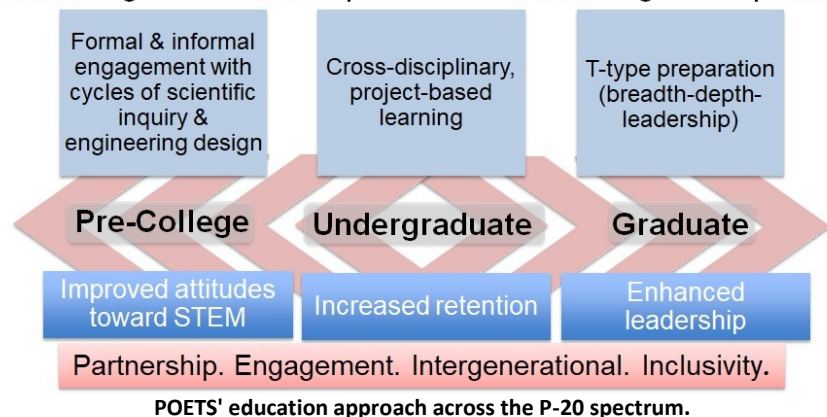 Formal & informal
engagement with
cycles of scientific
inquiry &
engineering design
Cross-disciplinary,
project-based
learning
T-type preparation
(breadth-depth-
leadership)
Pre-College
Undergraduate
Graduate
Improved attitudes
toward STEM
Increased retention
Enhanced
leadership
Partnership. Engagement. Intergenerational. Inclusivity.
POETS' education approach across the P-20 spectrum.